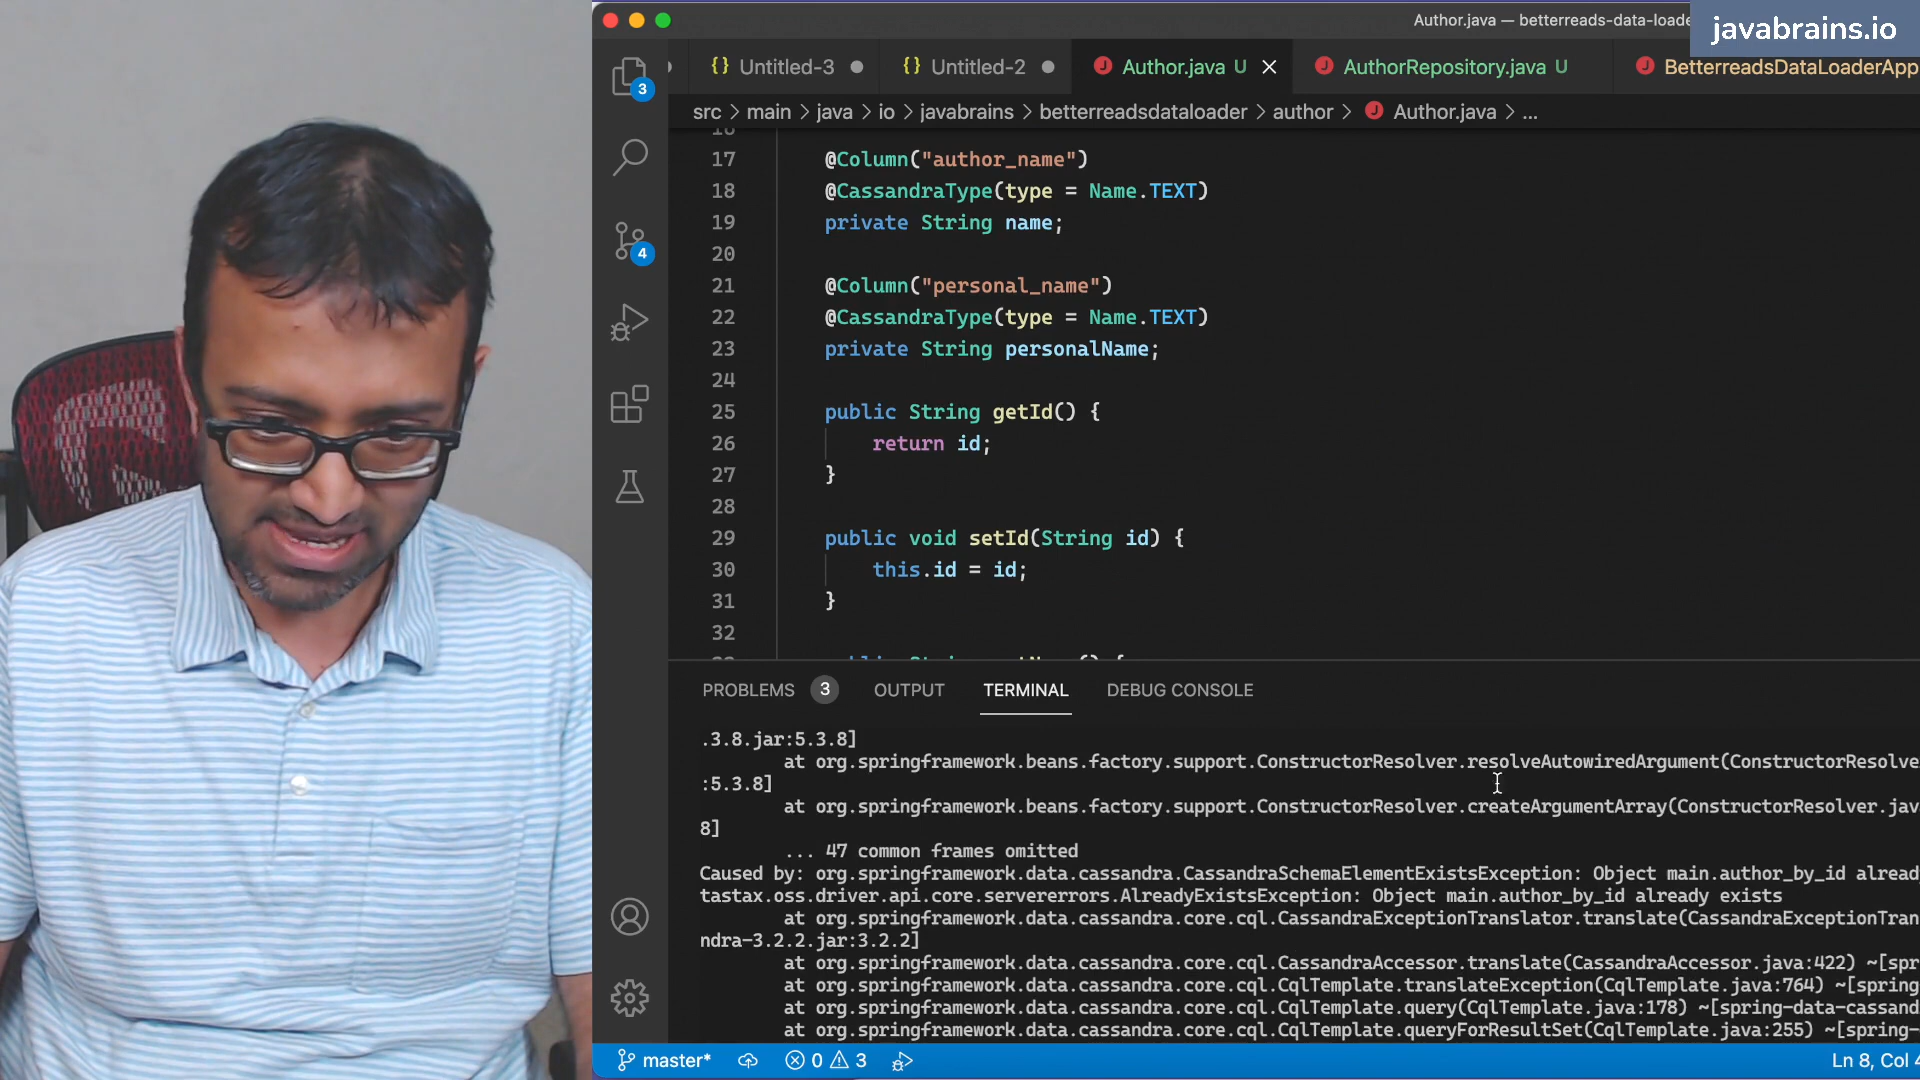 Author.java — betterreads-data-loade
javabrains.io
Untitled-3
Untitled-2
Author.java U
AuthorRepository.java U
BetterreadsDataLoaderApp
src > main > java > io > javabrains > betterreadsdataloader > author > Author.java > ...
3
4
16
17 @Column("author_name")
18 @CassandraType(type = Name.TEXT)
19 private String name;
20
21 @Column("personal_name")
22 @CassandraType(type = Name.TEXT)
23 private String personalName;
24
25 public String getId() {
26 return id;
27 }
28
29 public void setId(String id) {
30 this.id = id;
31 }
32
PROBLEMS 3 OUTPUT TERMINAL DEBUG CONSOLE
.3.8.jar:5.3.8]
at org.springframework.beans.factory.support.ConstructorResolver.resolveAutowiredArgument(ConstructorResolve
:5.3.8]
at org.springframework.beans.factory.support.ConstructorResolver.createArgumentArray(ConstructorResolver.jav
8]
... 47 common frames omitted
Caused by: org.springframework.data.cassandra.CassandraSchemaElementExistsException: Object main.author_by_id alread
tastax.oss.driver.api.core.servererrors.AlreadyExistsException: Object main.author_by_id already exists
at org.springframework.data.cassandra.core.cql.CassandraExceptionTranslator.translate(CassandraExceptionTran
ndra-3.2.2.jar:3.2.2]
at org.springframework.data.cassandra.core.cql.CassandraAccessor.translate(CassandraAccessor.java:422) ~[spr
at org.springframework.data.cassandra.core.cql.CqlTemplate.translateException(CqlTemplate.java:764) ~[spring
at org.springframework.data.cassandra.core.cql.CqlTemplate.query(CqlTemplate.java:178) ~[spring-data-cassand
at org.springframework.data.cassandra.core.cql.CqlTemplate.queryForResultSet(CqlTemplate.java:255) ~[spring-
master* 0 3
Ln 8, Col 4